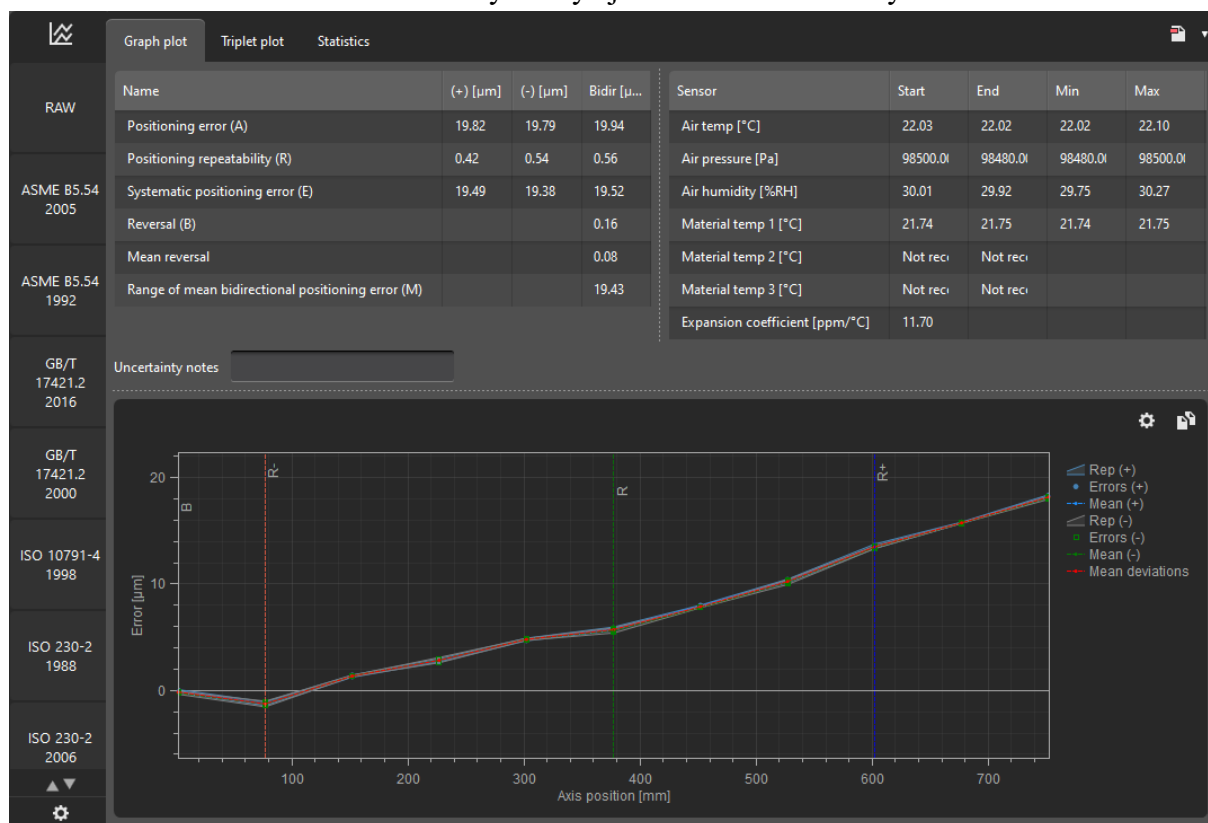 Graph plot Triplet plot Statistics
RAW
ASME B5.54
2005
ASME B5.54
1992
GB/T
17421.2
2016
GB/T
17421.2
2000
ISO 10791-4
1998
ISO 230-2
1988
ISO 230-2
2006
Name (+) [µm] (-) [µm] Bidir [µ...
Positioning error (A) 19.82 19.79 19.94
Positioning repeatability (R) 0.42 0.54 0.56
Systematic positioning error (E) 19.49 19.38 19.52
Reversal (B) 0.16
Mean reversal 0.08
Range of mean bidirectional positioning error (M) 19.43
Sensor Start End Min Max
Air temp [°C] 22.03 22.02 22.02 22.10
Air pressure [Pa] 98500.0 98480.0 98480.0 98500.0
Air humidity [%RH] 30.01 29.92 29.75 30.27
Material temp 1 [°C] 21.74 21.75 21.74 21.75
Material temp 2 [°C] Not rec Not rec
Material temp 3 [°C] Not rec Not rec
Expansion coefficient [ppm/°C] 11.70
Uncertainty notes
B
R-
R
R+
20
10
0
Error [µm]
100 200 300 400 500 600 700
Axis position [mm]
Rep (+)
Errors (+)
Mean (+)
Rep (-)
Errors (-)
Mean (-)
Mean deviations